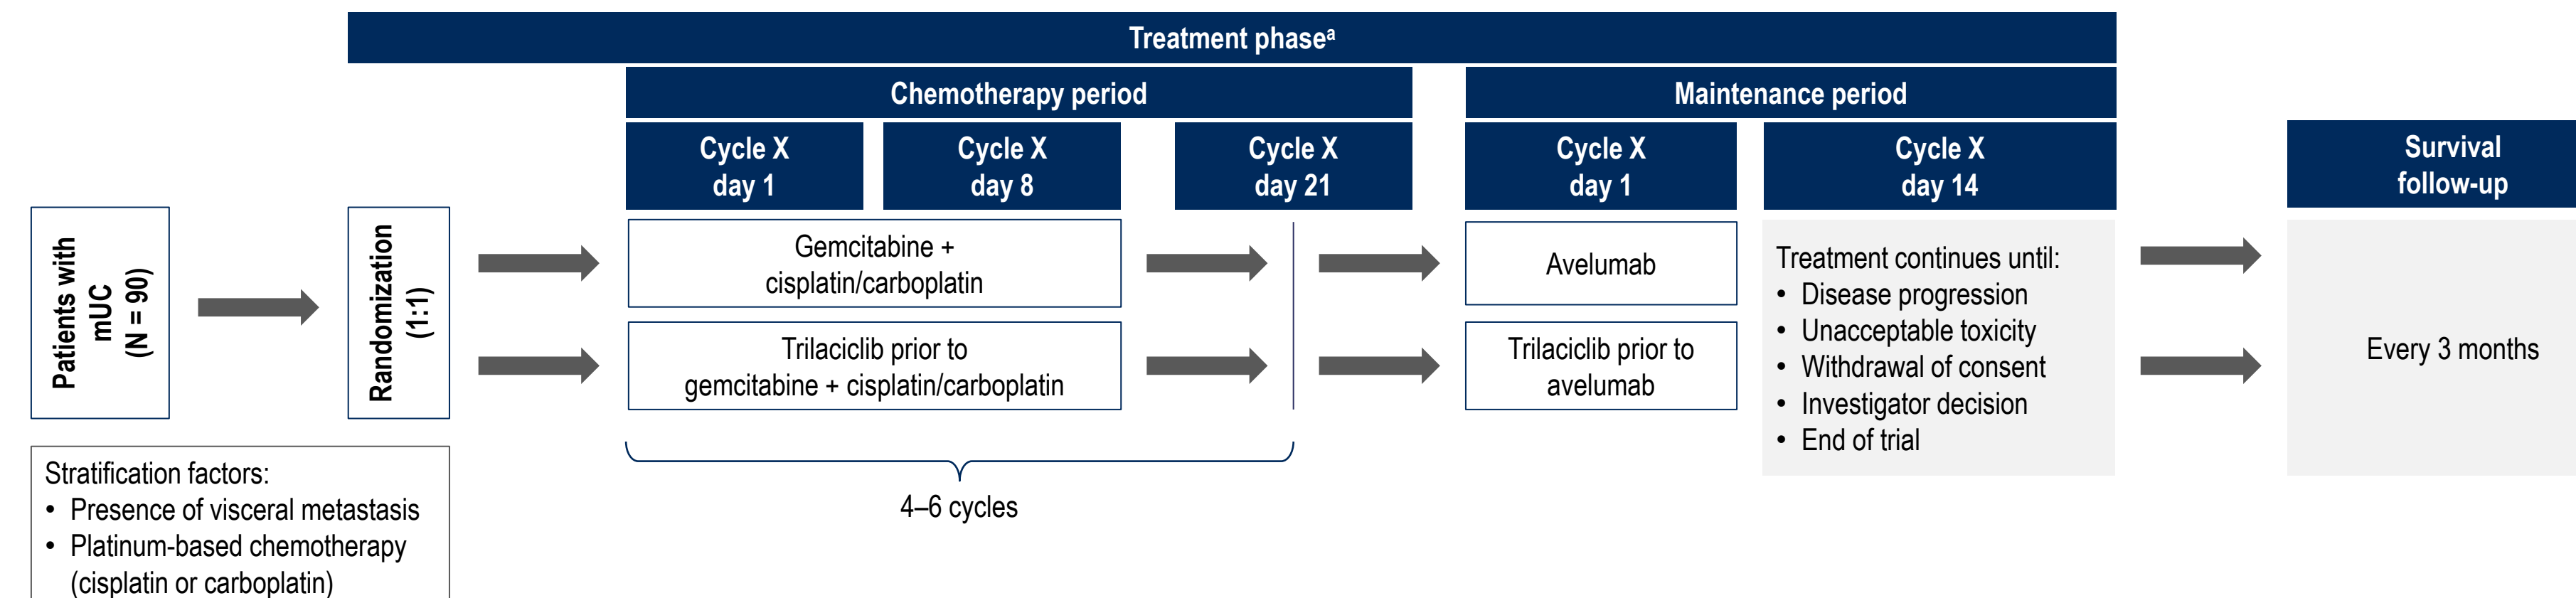 Treatment phaseᵃ
Chemotherapy period
Maintenance period
Cycle X
day 1
Cycle X
day 8
Cycle X
day 21
Cycle X
day 1
Cycle X
day 14
Survival
follow-up
Patients with
mUC
(N = 90)
Randomization
(1:1)
Gemcitabine +
cisplatin/carboplatin
Trilaciclib prior to
gemcitabine + cisplatin/carboplatin
Avelumab
Trilaciclib prior to
avelumab
Treatment continues until:
• Disease progression
• Unacceptable toxicity
• Withdrawal of consent
• Investigator decision
• End of trial
Every 3 months
Stratification factors:
• Presence of visceral metastasis
• Platinum-based chemotherapy
(cisplatin or carboplatin)
4–6 cycles